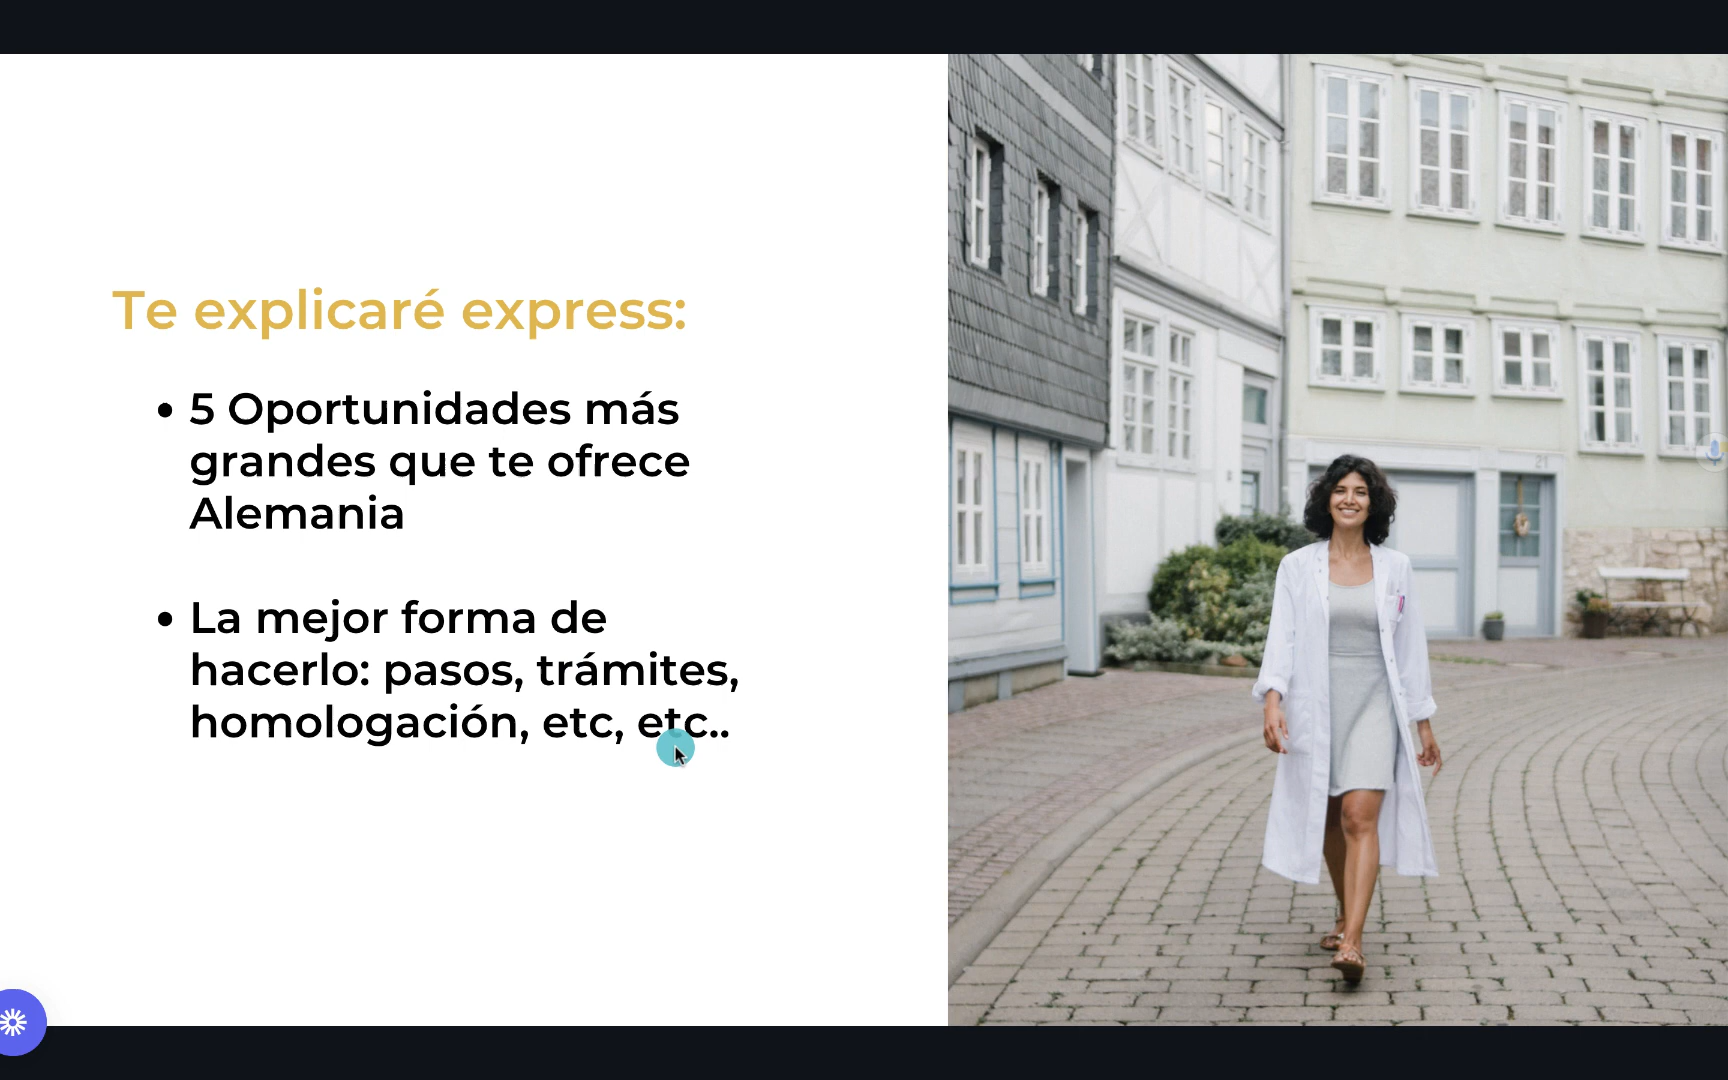 Te explicaré express:
5 Oportunidades más
grandes que te ofrece
Alemania
La mejor forma de
hacerlo: pasos, trámites,
homologación, etc, etc..
21